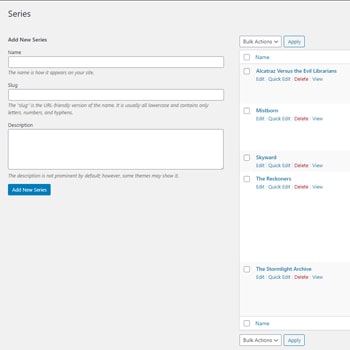 Series
Add New Series
Name
The name is how it appears on your site.
Slug
The "slug" is the URL-friendly version of the name. It is usually all lowercase and contains only
letters, numbers, and hyphens.
Description
The description is not prominent by default; however, some themes may show it.
Add New Series
Bulk Actions Apply
Name
Alcatraz Versus the Evil Librarians
Edit | Quick Edit | Delete | View
Mistborn
Edit | Quick Edit | Delete | View
Skyward
Edit | Quick Edit | Delete | View
The Reckoners
Edit | Quick Edit | Delete | View
The Stormlight Archive
Edit | Quick Edit | Delete | View
Name
Bulk Actions Apply